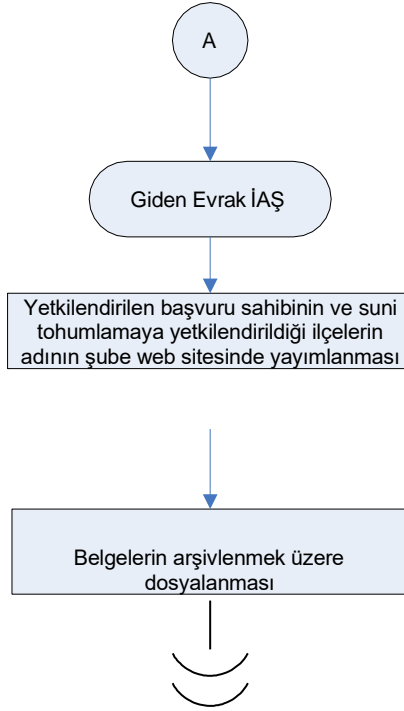 A
Giden Evrak İAŞ
Yetkilendirilen başvuru sahibinin ve suni
tohumlamaya yetkilendirildiği ilçelerin
adının şube web sitesinde yayımlanması
Belgelerin arşivlenmek üzere
dosyalanması